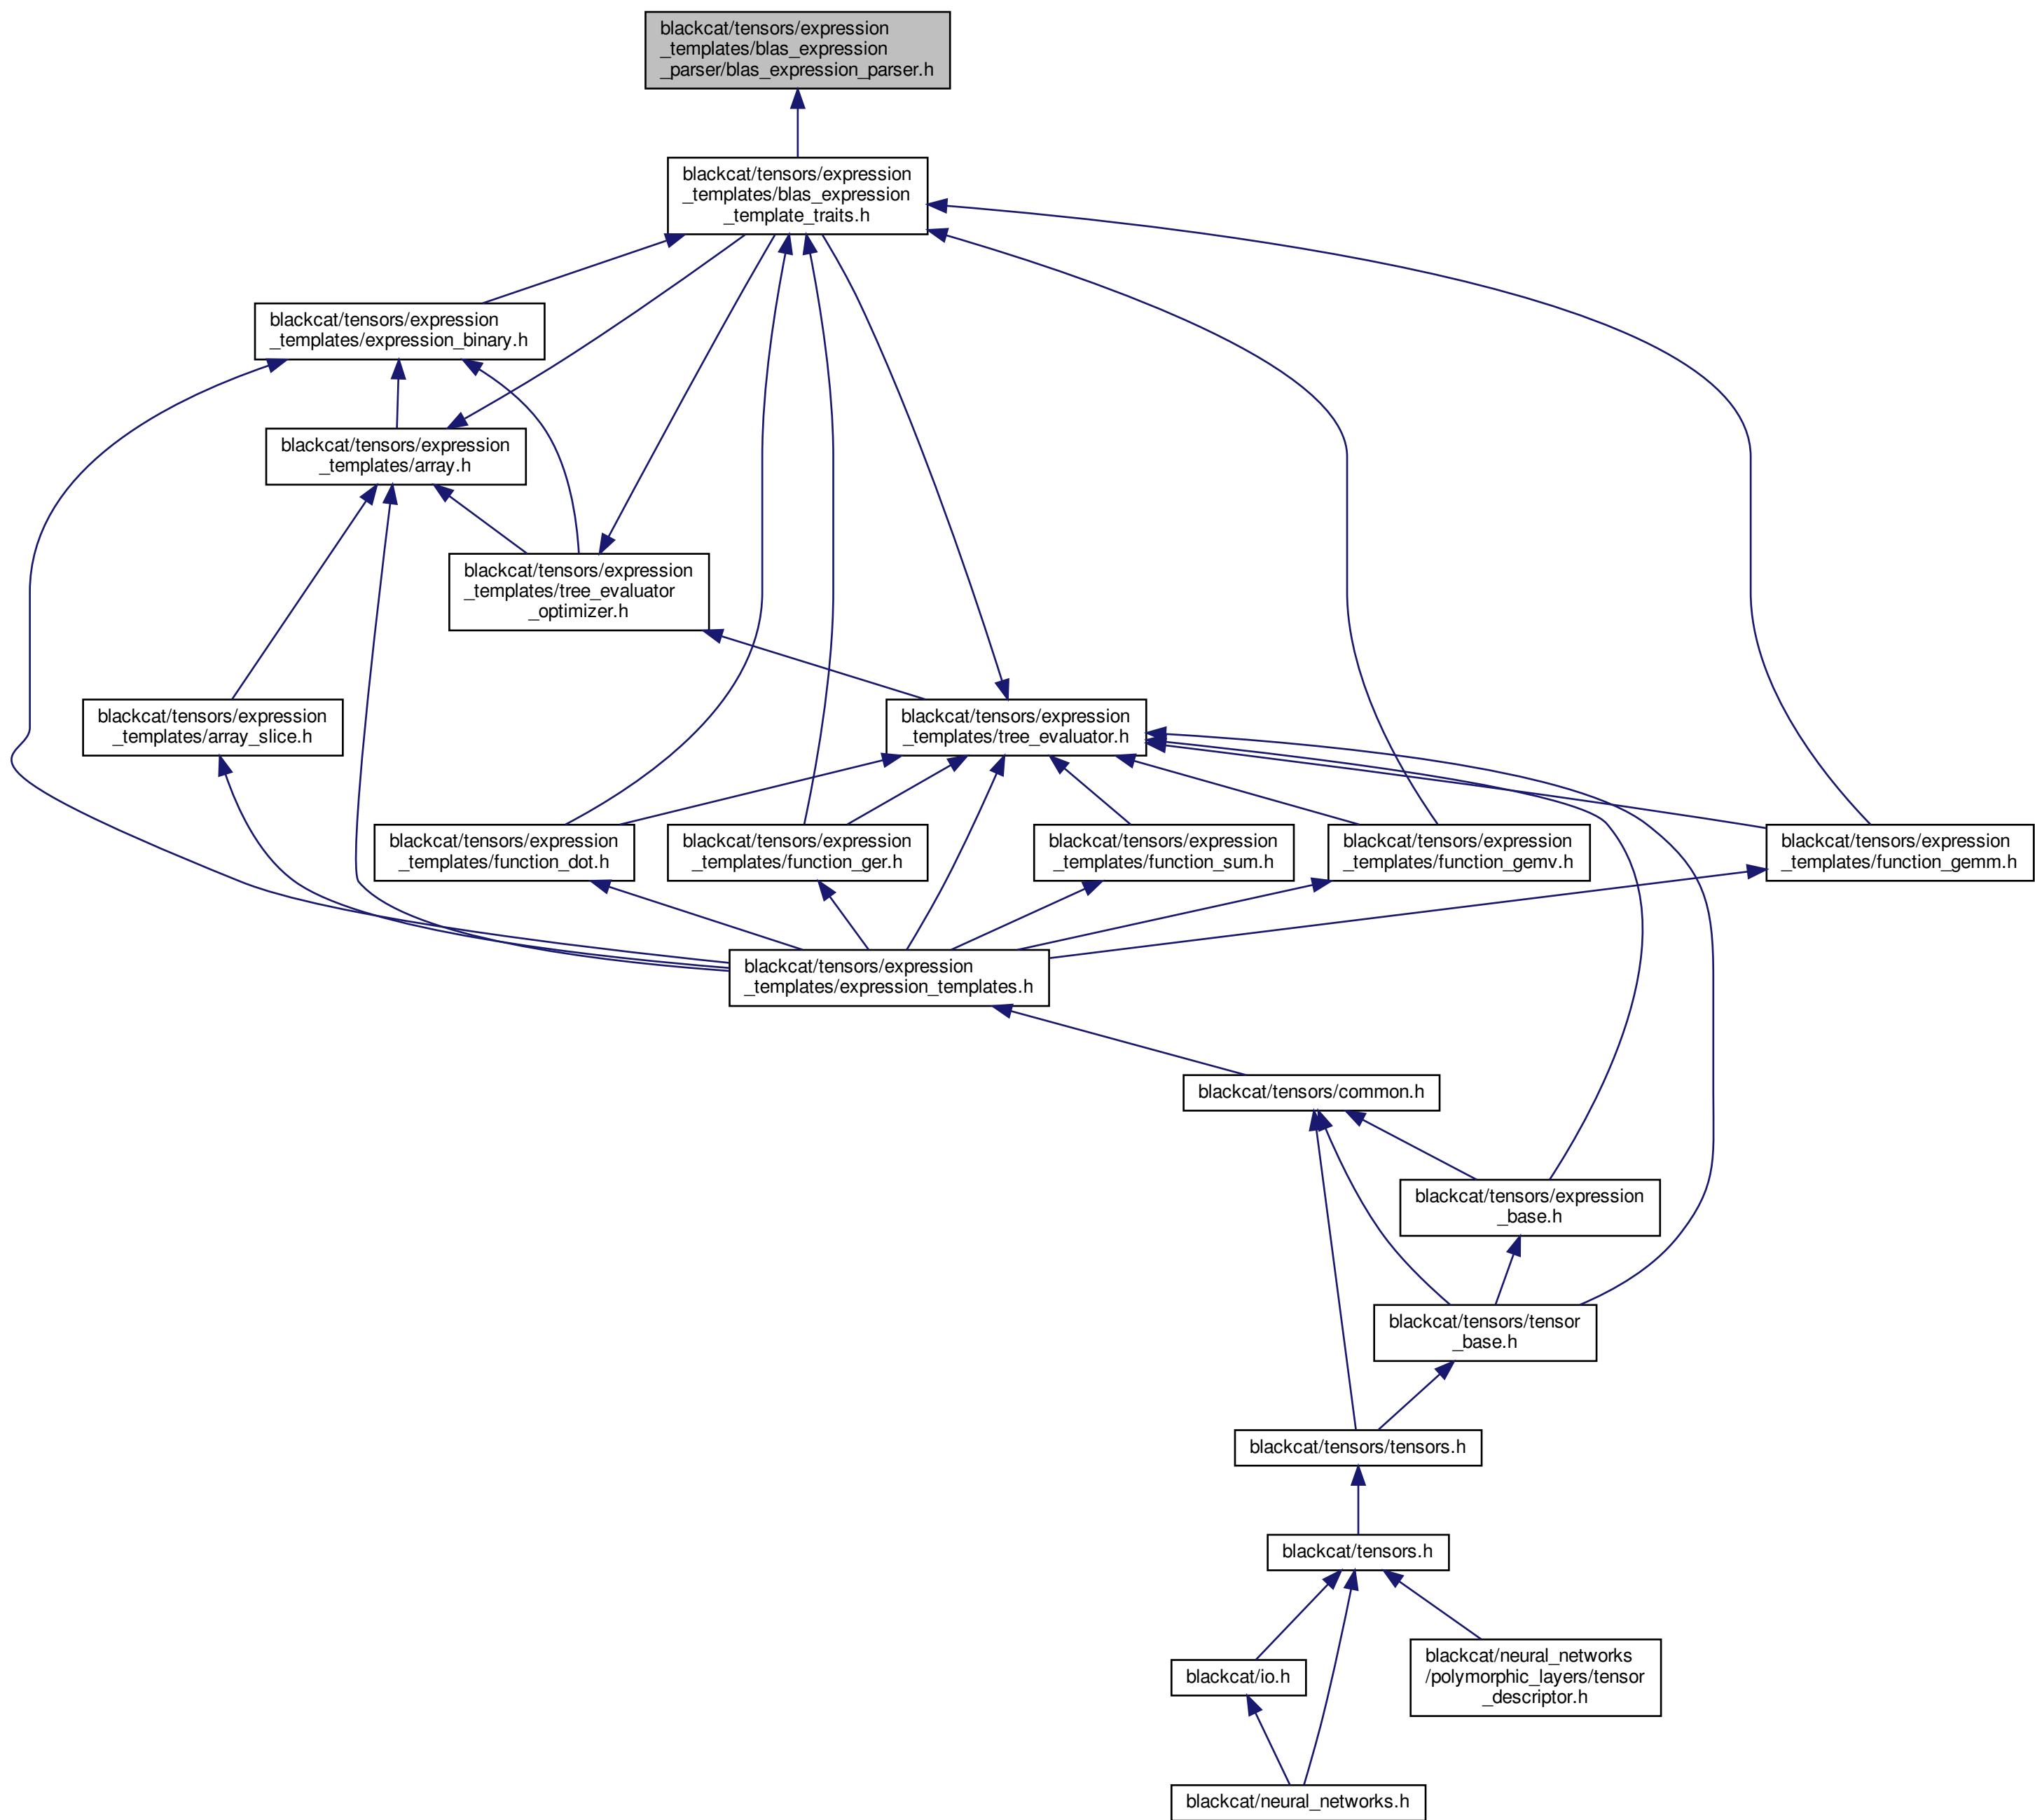 blackcat/tensors/expression
_templates/blas_expression
_parser/blas_expression_parser.h
blackcat/tensors/expression
_templates/blas_expression
_template_traits.h
blackcat/tensors/expression
_templates/expression_binary.h
blackcat/tensors/expression
_templates/array.h
blackcat/tensors/expression
_templates/tree_evaluator
_optimizer.h
blackcat/tensors/expression
_templates/array_slice.h
blackcat/tensors/expression
_templates/tree_evaluator.h
blackcat/tensors/expression
_templates/function_dot.h
blackcat/tensors/expression
_templates/function_ger.h
blackcat/tensors/expression
_templates/function_sum.h
blackcat/tensors/expression
_templates/function_gemv.h
blackcat/tensors/expression
_templates/function_gemm.h
blackcat/tensors/expression
_templates/expression_templates.h
blackcat/tensors/common.h
blackcat/tensors/expression
_base.h
blackcat/tensors/tensor
_base.h
blackcat/tensors/tensors.h
blackcat/tensors.h
blackcat/io.h
blackcat/neural_networks
/polymorphic_layers/tensor
_descriptor.h
blackcat/neural_networks.h